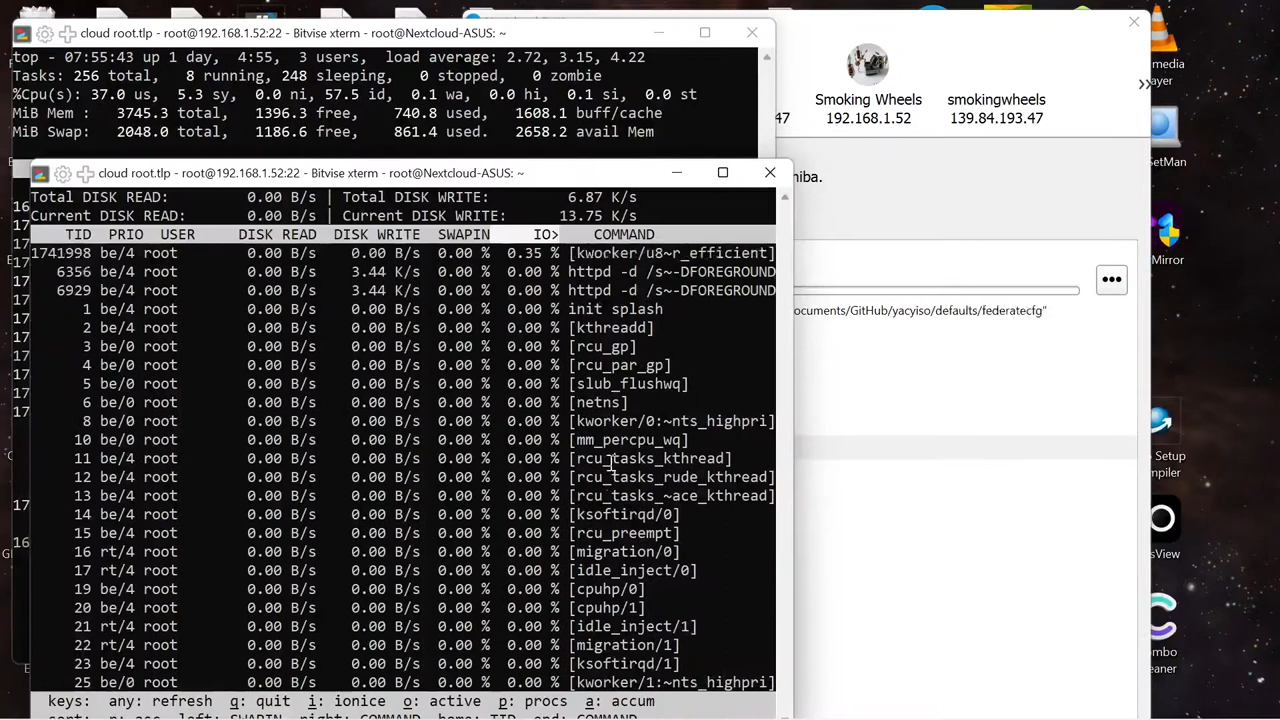 cloud root.tlp - root@192.168.1.52:22 - Bitvise xterm - root@Nextcloud-ASUS: ~
top - 07:55:43 up 1 day, 4:55, 3 users, load average: 2.72, 3.15, 4.22
Tasks: 256 total, 8 running, 248 sleeping, 0 stopped, 0 zombie
%Cpu(s): 37.0 us, 5.3 sy, 0.0 ni, 57.5 id, 0.1 wa, 0.0 hi, 0.1 si, 0.0 st
MiB Mem : 3745.3 total, 1396.3 free, 740.8 used, 1608.1 buff/cache
MiB Swap: 2048.0 total, 1186.6 free, 861.4 used. 2658.2 avail Mem
cloud root.tlp - root@192.168.1.52:22 - Bitvise xterm - root@Nextcloud-ASUS: ~
Total DISK READ: 0.00 B/s | Total DISK WRITE: 6.87 K/s
Current DISK READ: 0.00 B/s | Current DISK WRITE: 13.75 K/s
TID PRIO USER DISK READ DISK WRITE SWAPIN IO> COMMAND
1741998 be/4 root 0.00 B/s 0.00 B/s 0.00 % 0.35 % [kworker/u8~r_efficient]
6356 be/4 root 0.00 B/s 3.44 K/s 0.00 % 0.00 % httpd -d /s~-DFOREGROUND
6929 be/4 root 0.00 B/s 3.44 K/s 0.00 % 0.00 % httpd -d /s~-DFOREGROUND
1 be/4 root 0.00 B/s 0.00 B/s 0.00 % 0.00 % init splash
2 be/4 root 0.00 B/s 0.00 B/s 0.00 % 0.00 % [kthreadd]
3 be/0 root 0.00 B/s 0.00 B/s 0.00 % 0.00 % [rcu_gp]
4 be/0 root 0.00 B/s 0.00 B/s 0.00 % 0.00 % [rcu_par_gp]
5 be/0 root 0.00 B/s 0.00 B/s 0.00 % 0.00 % [slub_flushwq]
6 be/0 root 0.00 B/s 0.00 B/s 0.00 % 0.00 % [netns]
8 be/0 root 0.00 B/s 0.00 B/s 0.00 % 0.00 % [kworker/0:~nts_highpri]
10 be/0 root 0.00 B/s 0.00 B/s 0.00 % 0.00 % [mm_percpu_wq]
11 be/4 root 0.00 B/s 0.00 B/s 0.00 % 0.00 % [rcu_tasks_kthread]
12 be/4 root 0.00 B/s 0.00 B/s 0.00 % 0.00 % [rcu_tasks_rude_kthread]
13 be/4 root 0.00 B/s 0.00 B/s 0.00 % 0.00 % [rcu_tasks_~ace_kthread]
14 be/4 root 0.00 B/s 0.00 B/s 0.00 % 0.00 % [ksoftirqd/0]
15 be/4 root 0.00 B/s 0.00 B/s 0.00 % 0.00 % [rcu_preempt]
16 rt/4 root 0.00 B/s 0.00 B/s 0.00 % 0.00 % [migration/0]
17 rt/4 root 0.00 B/s 0.00 B/s 0.00 % 0.00 % [idle_inject/0]
19 be/4 root 0.00 B/s 0.00 B/s 0.00 % 0.00 % [cpuhp/0]
20 be/4 root 0.00 B/s 0.00 B/s 0.00 % 0.00 % [cpuhp/1]
21 rt/4 root 0.00 B/s 0.00 B/s 0.00 % 0.00 % [idle_inject/1]
22 rt/4 root 0.00 B/s 0.00 B/s 0.00 % 0.00 % [migration/1]
23 be/4 root 0.00 B/s 0.00 B/s 0.00 % 0.00 % [ksoftirqd/1]
25 be/0 root 0.00 B/s 0.00 B/s 0.00 % 0.00 % [kworker/1:~nts_highpri]
keys: any: refresh q: quit i: ionice o: active p: procs a: accum
Smoking Wheels
192.168.1.52
smokingwheels
139.84.193.47
47
iba.
ocuments/GitHub/yacyiso/defaults/federatecfg"
media
ayer
SetMan
Mirror
Setup
mpiler
sView
ombo
eaner